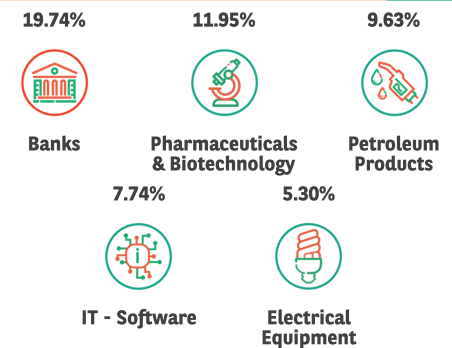 19.74% 11.95% 9.63%
Banks Pharmaceuticals Petroleum
& Biotechnology Products
7.74% 5.30%
i
IT - Software Electrical
Equipment